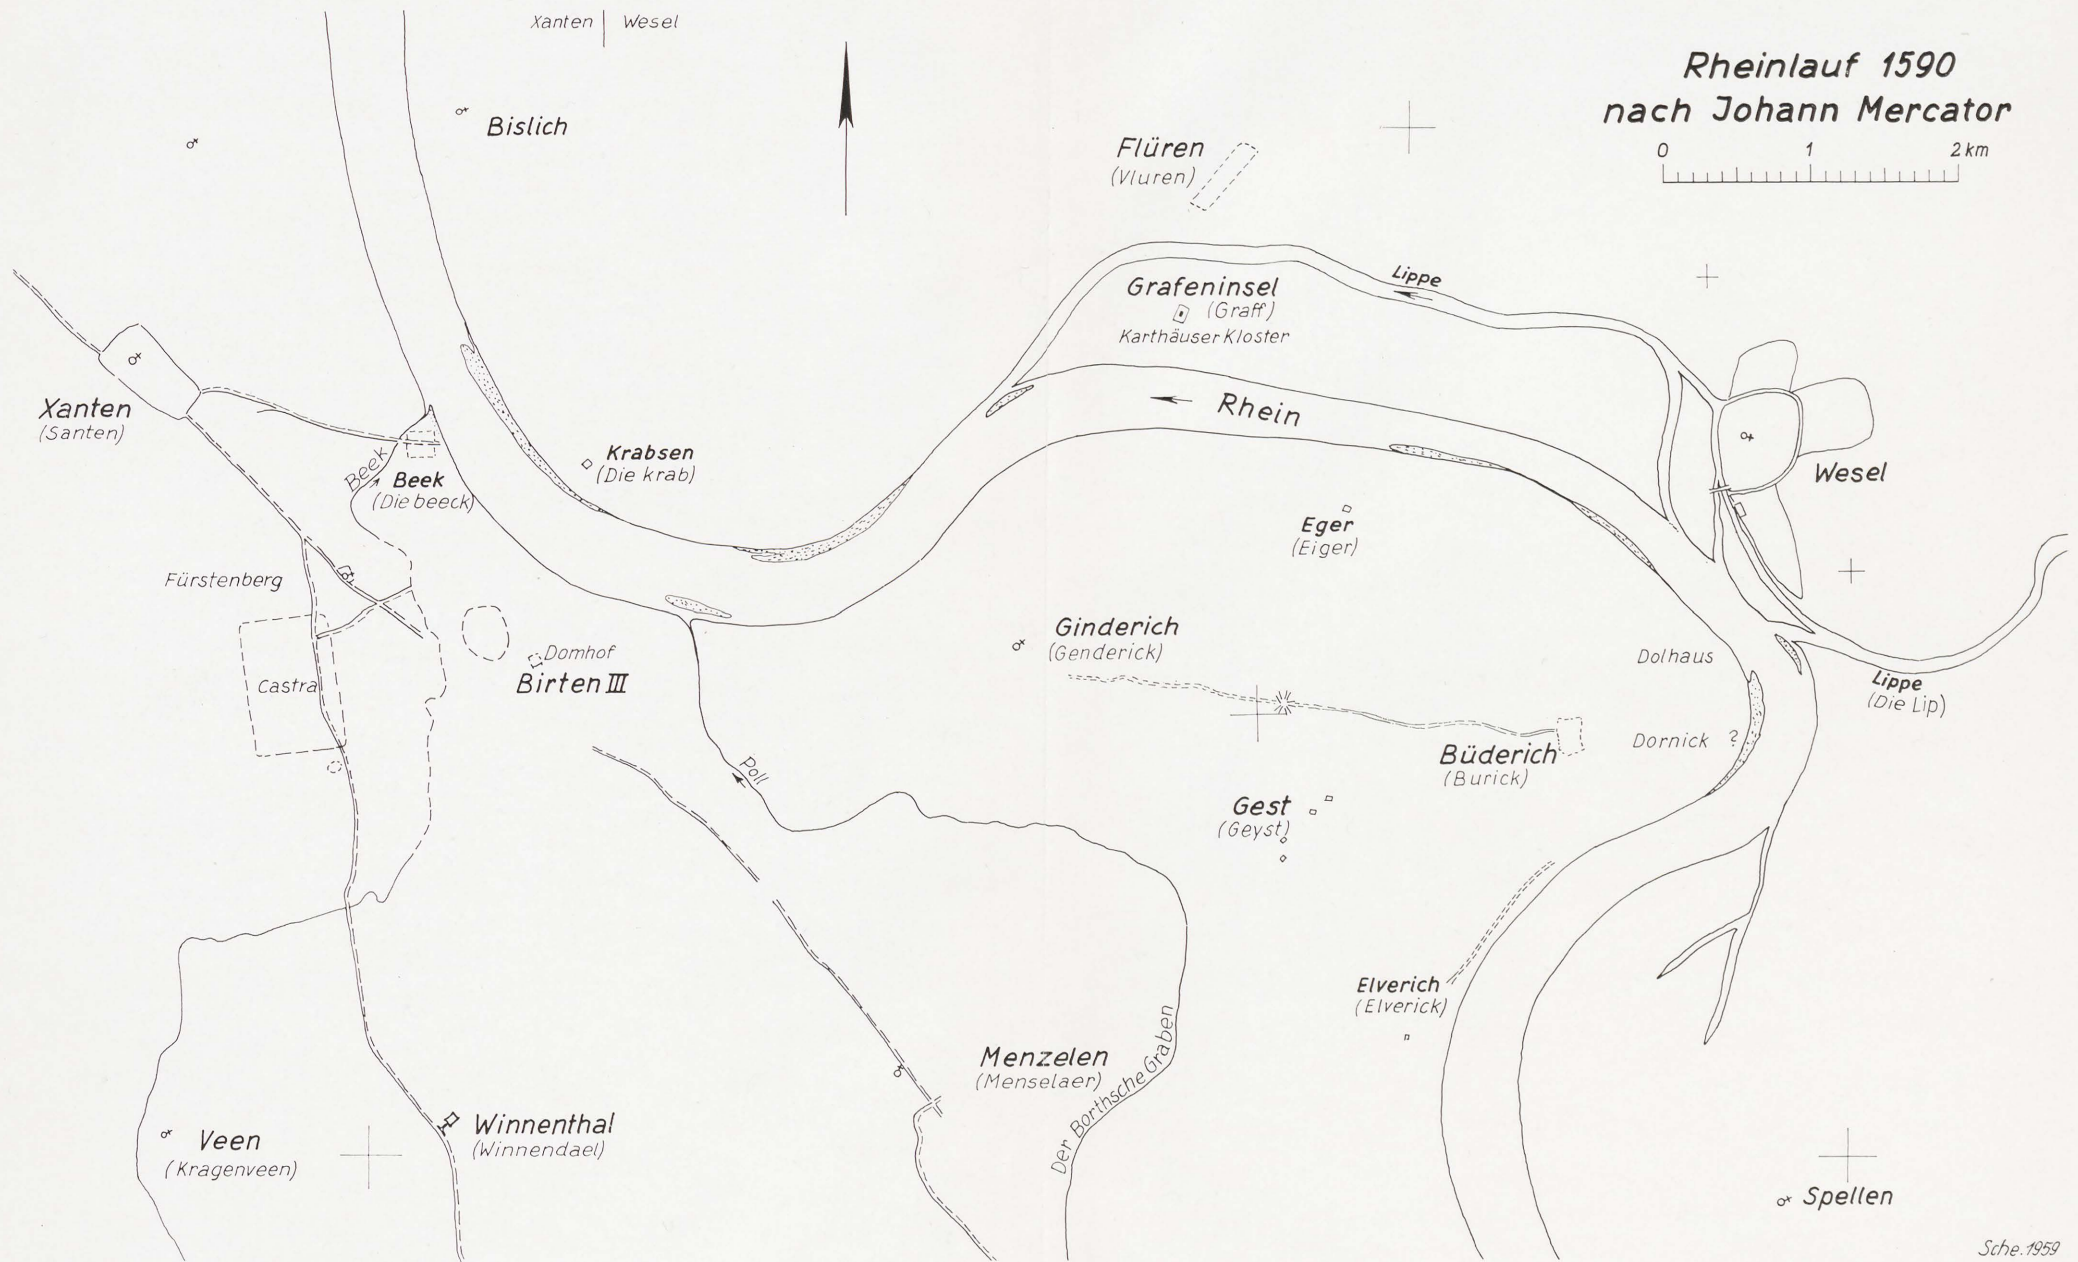 Xanten | Wesel
Rheinlauf 1590
nach Johann Mercator
0 1 2 km
Bislich
Flüren
(Vluren)
Lippe
Grafeninsel
(Graff)
Karthäuser Kloster
Xanten
(Santen)
Rhein
Krabsen
(Die krab)
Beek
Beek
(Die beeck)
Wesel
Eger
(Eiger)
Fürstenberg
Ginderich
(Genderick)
Domhof
Birten III
Castra
Dolhaus
Lippe
(Die Lip)
Dornick ?
Büderich
(Burick)
Poll
Gest
(Geyst)
Elverich
(Elverick)
Menzelen
(Menselaer)
Der Borthsche Graben
Winnenthal
(Winnendael)
Veen
(Kragenveen)
Spellen
Sche. 1959